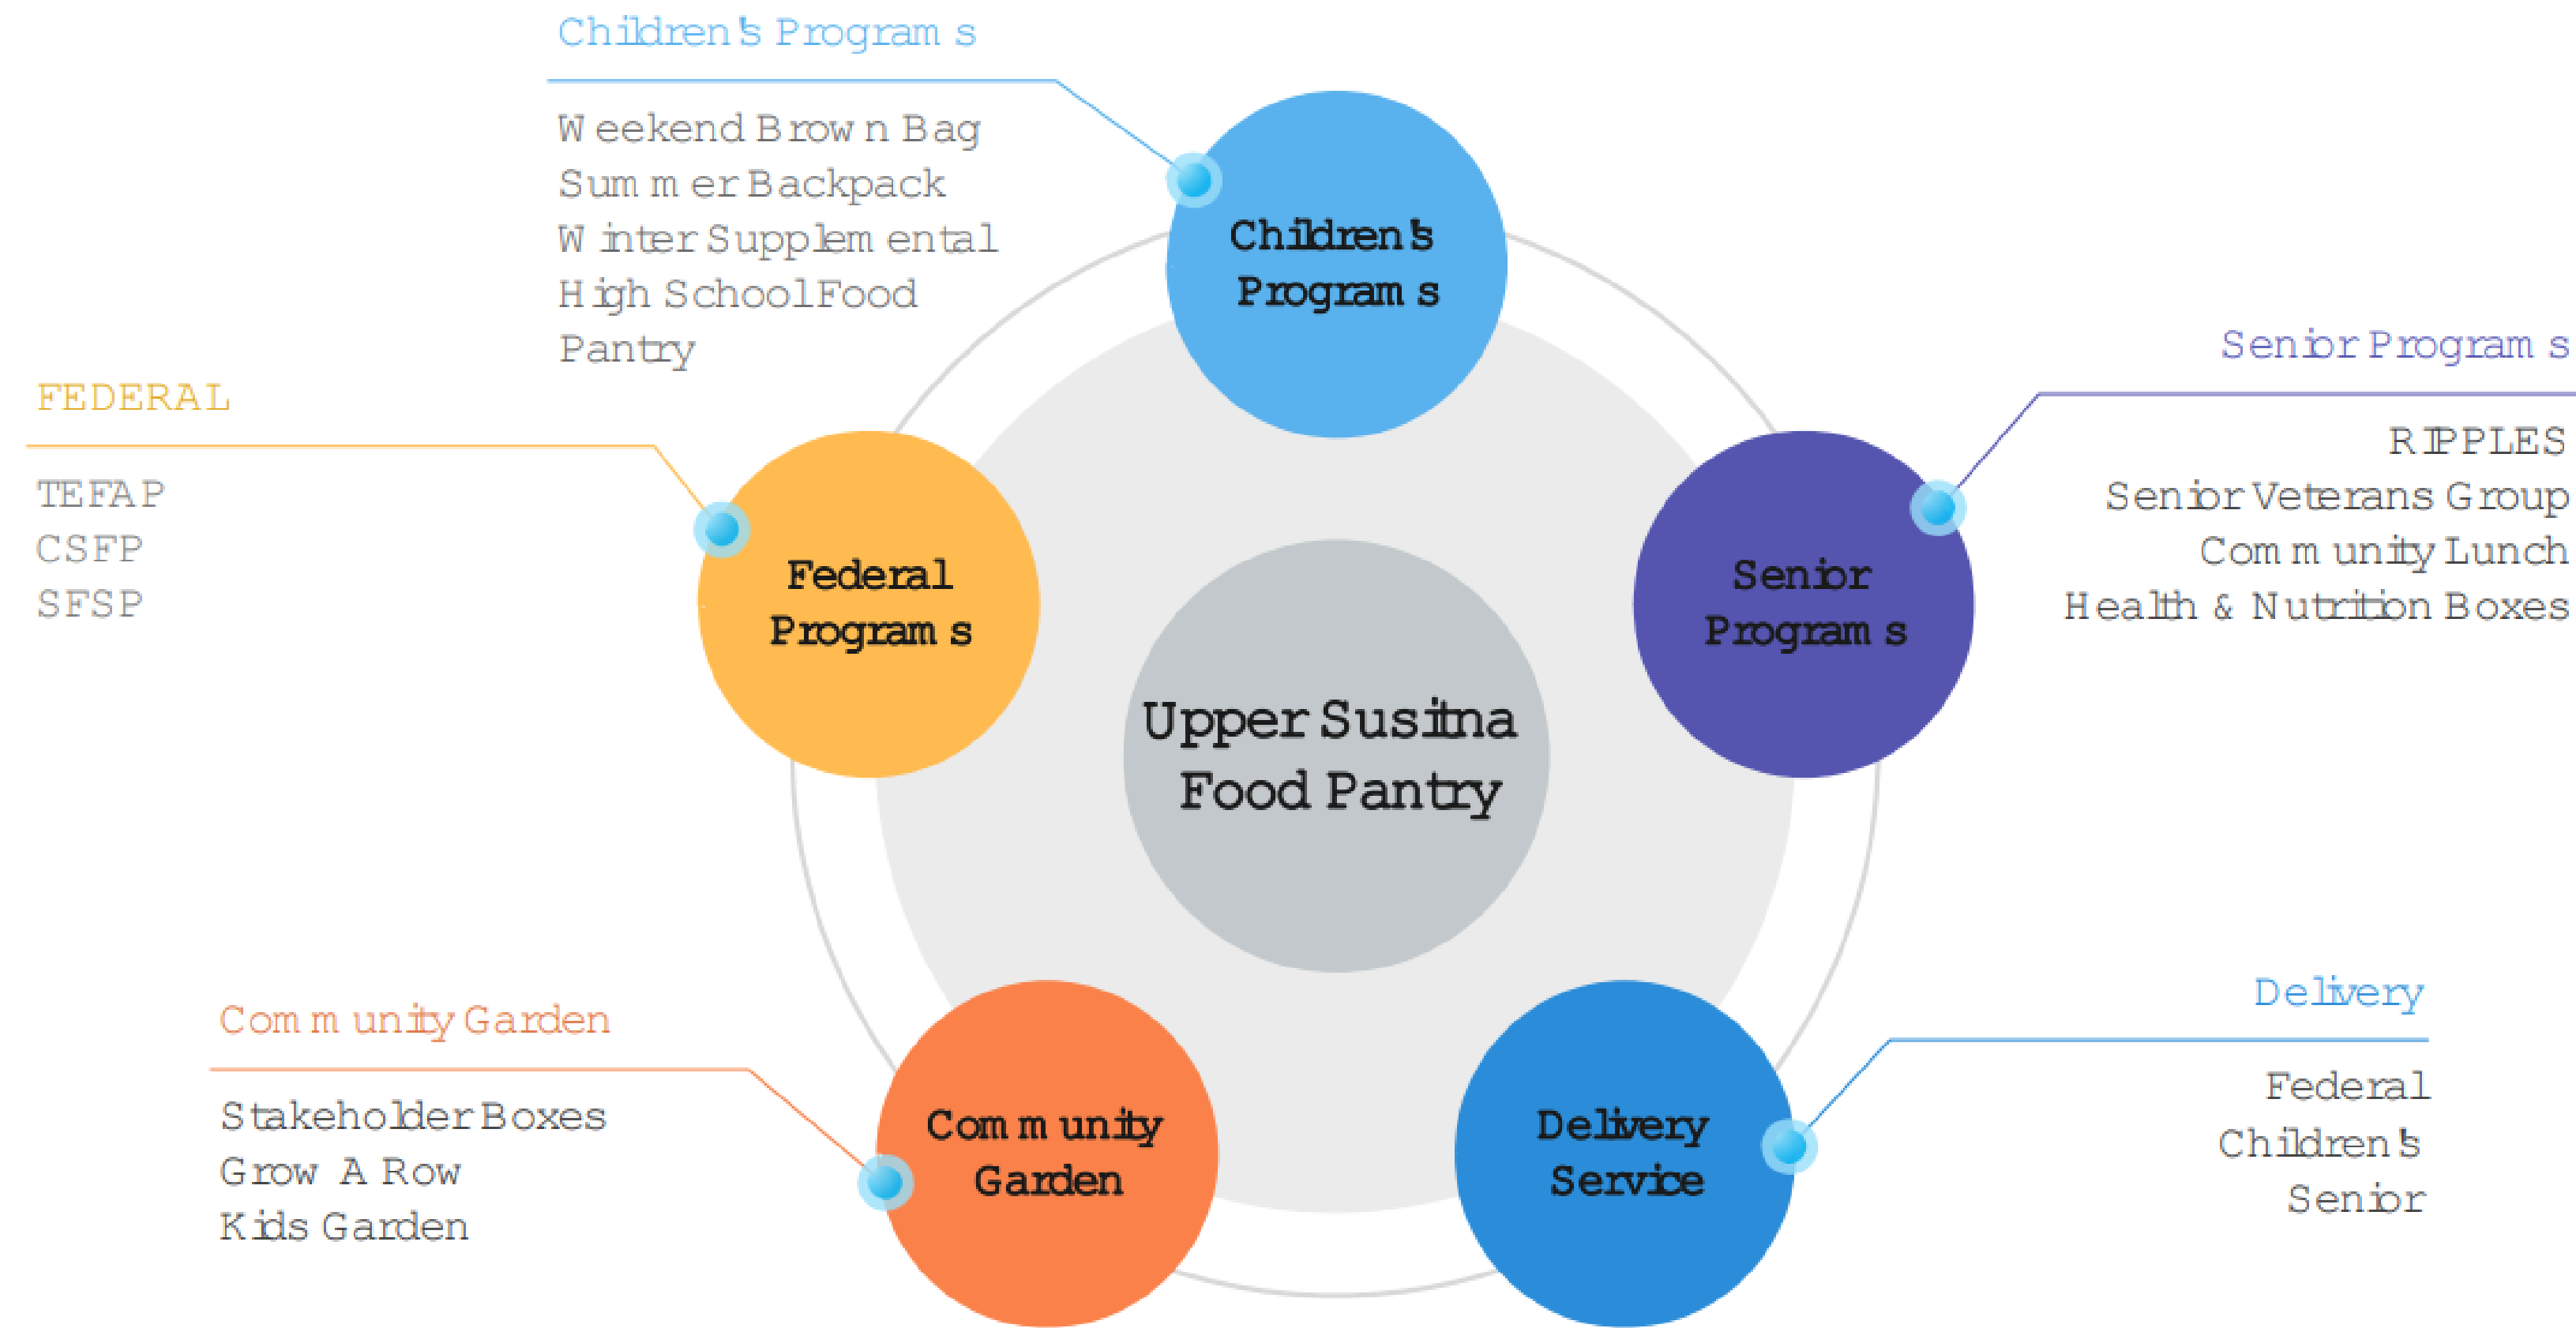 Children's Programs
Weekend Brown Bag
Summer Backpack
Winter Supplemental
High School Food
Pantry
Children's
Programs
FEDERAL
TEFAP
CSFP
SFSP
Federal
Programs
Senior Programs
RIPPLES
Senior Veterans Group
Community Lunch
Health & Nutrition Boxes
Senior
Programs
Upper Susitna
Food Pantry
Community Garden
Stakeholder Boxes
Grow A Row
Kids Garden
Community
Garden
Delivery
Service
Delivery
Federal
Children's
Senior